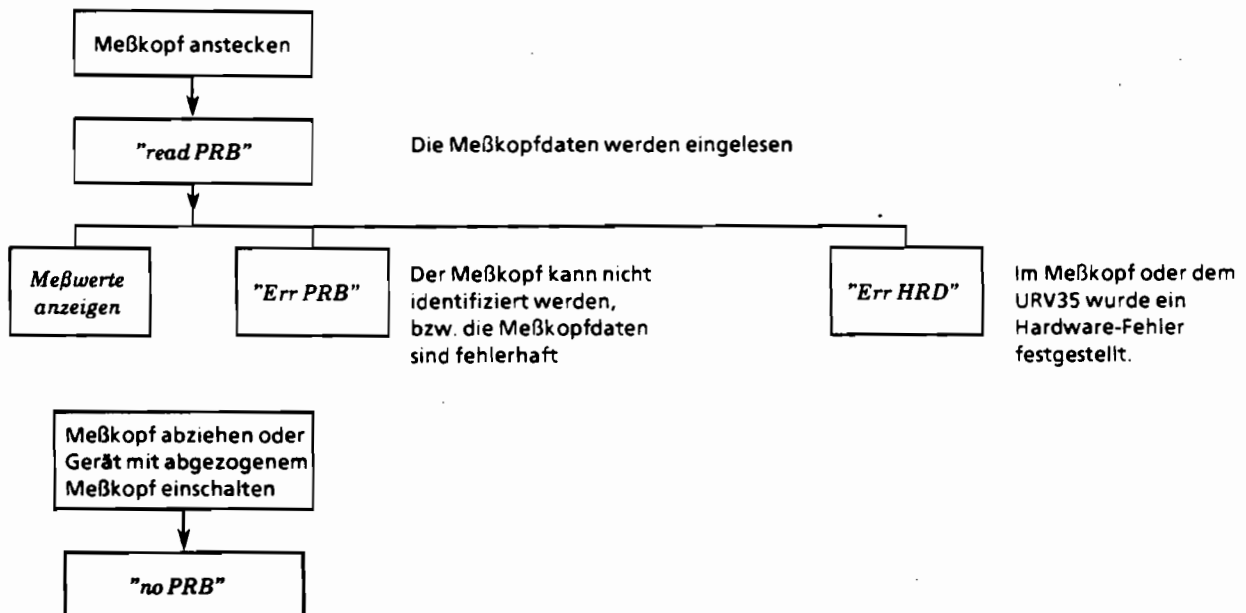 Meßkopf anstecken
"read PRB"
Die Meßkopfdaten werden eingelesen
Meßwerte
anzeigen
"Err PRB"
Der Meßkopf kann nicht
identifiziert werden,
bzw. die Meßkopfdaten
sind fehlerhaft
"Err HRD"
Im Meßkopf oder dem
URV35 wurde ein
Hardware-Fehler
festgestellt.
Meßkopf abziehen oder
Gerät mit abgezogenem
Meßkopf einschalten
"no PRB"